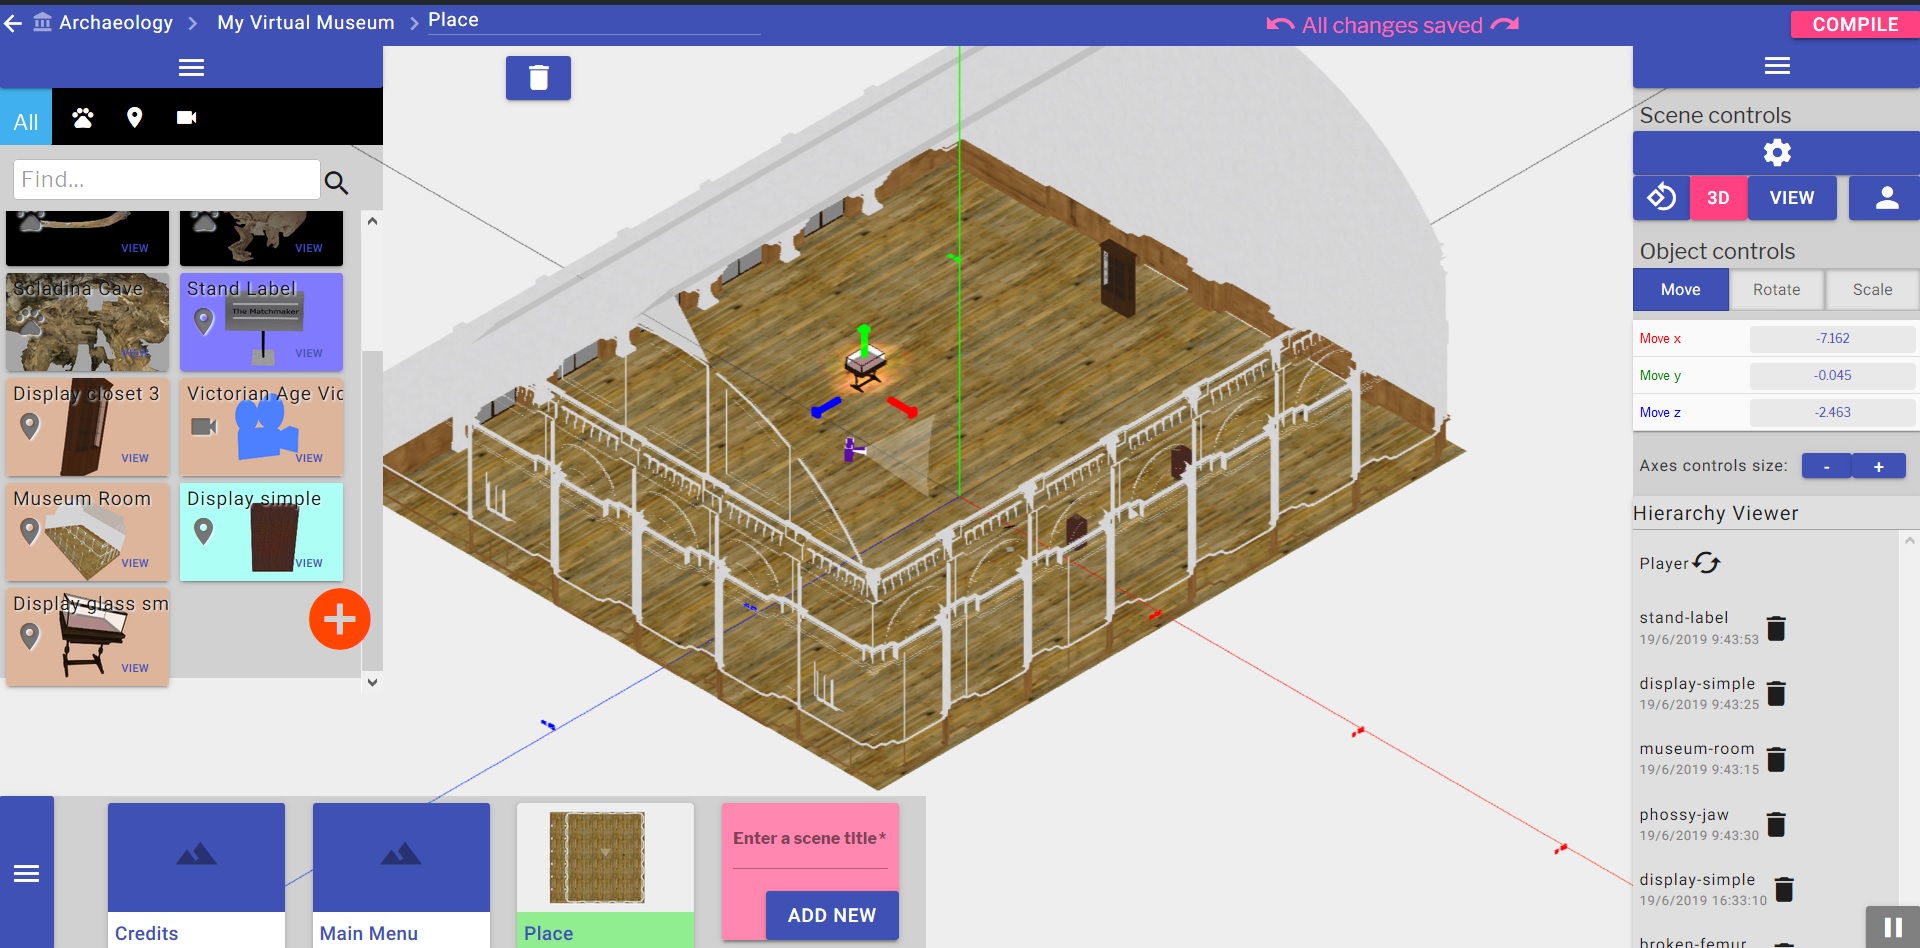 Archaeology
My Virtual Museum
Place
All changes saved
COMPILE
All
Find...
VIEW
VIEW
Scladina Cave
Stand Label
The Matchmaker
VIEW
VIEW
Display closet 3
Victorian Age Vic
VIEW
VIEW
Museum Room
Display simple
VIEW
VIEW
Display glass sm
VIEW
Scene controls
3D
VIEW
Object controls
Move
Rotate
Scale
Move x
-7.162
Move y
-0.045
Move z
-2.463
Axes controls size:
-
+
Hierarchy Viewer
Player
stand-label
19/6/2019 9:43:53
display-simple
19/6/2019 9:43:25
museum-room
19/6/2019 9:43:15
phossy-jaw
19/6/2019 9:43:30
display-simple
19/6/2019 16:33:10
broken-femur
Credits
Main Menu
Place
Enter a scene title*
ADD NEW